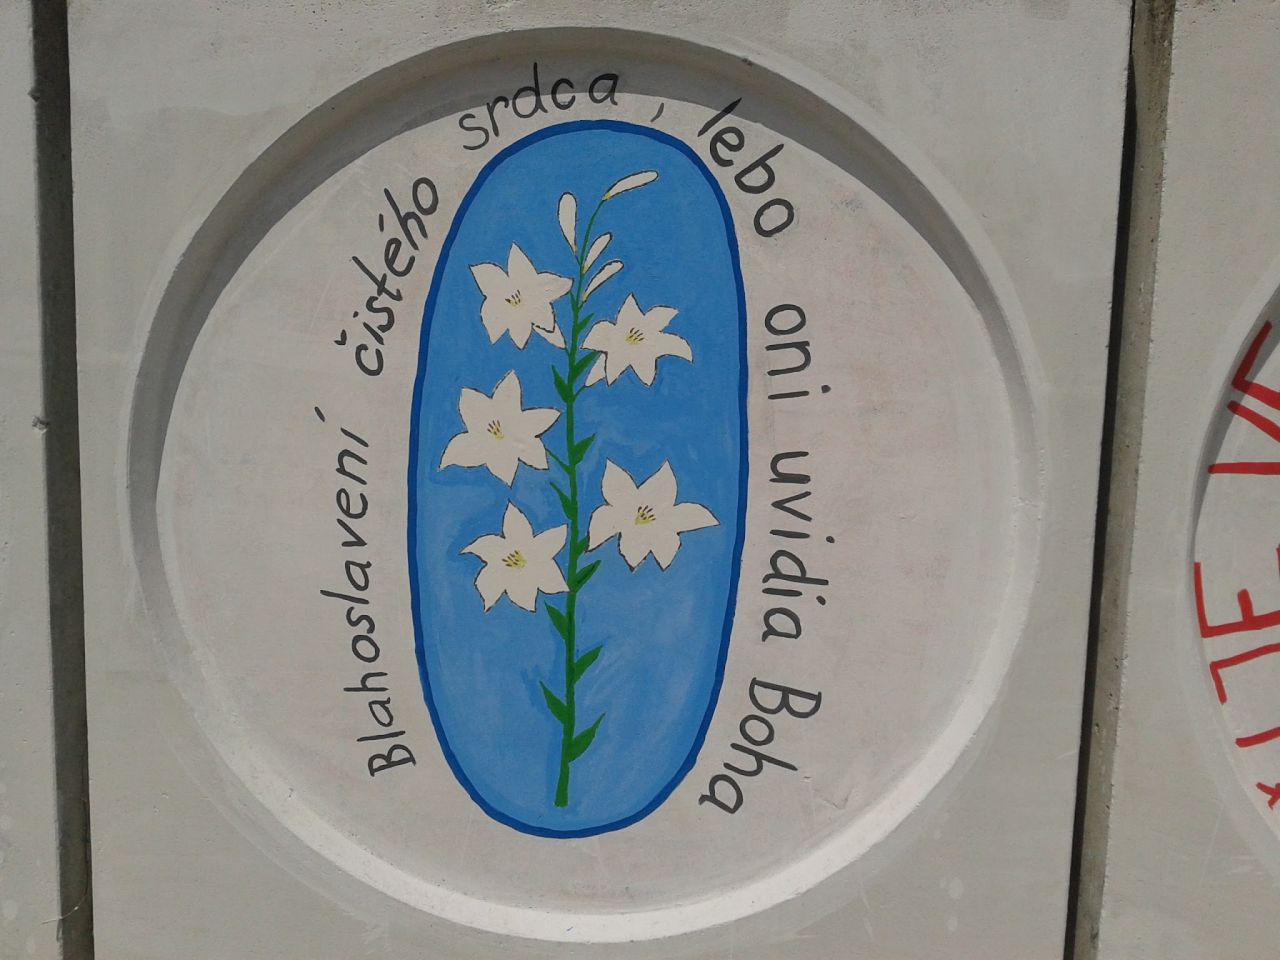 Blahoslavení čistého srdca, lebo oni uvidia Boha